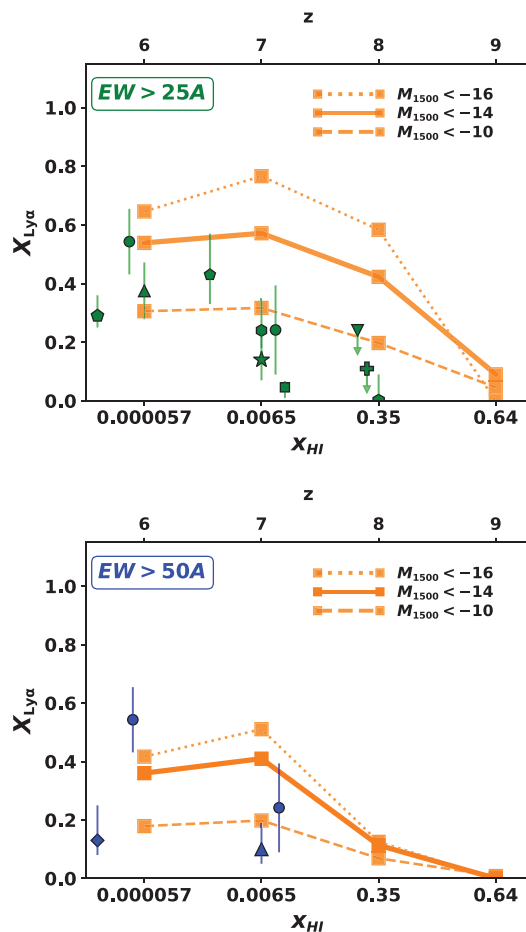 z
6 7 8 9
EW > 25A
M1500 < −16
M1500 < −14
M1500 < −10
1.0
0.8
0.6
0.4
0.2
0.0
XLyα
0.000057 0.0065 0.35 0.64
xHI
z
6 7 8 9
EW > 50A
M1500 < −16
M1500 < −14
M1500 < −10
1.0
0.8
0.6
0.4
0.2
0.0
XLyα
0.000057 0.0065 0.35 0.64
xHI